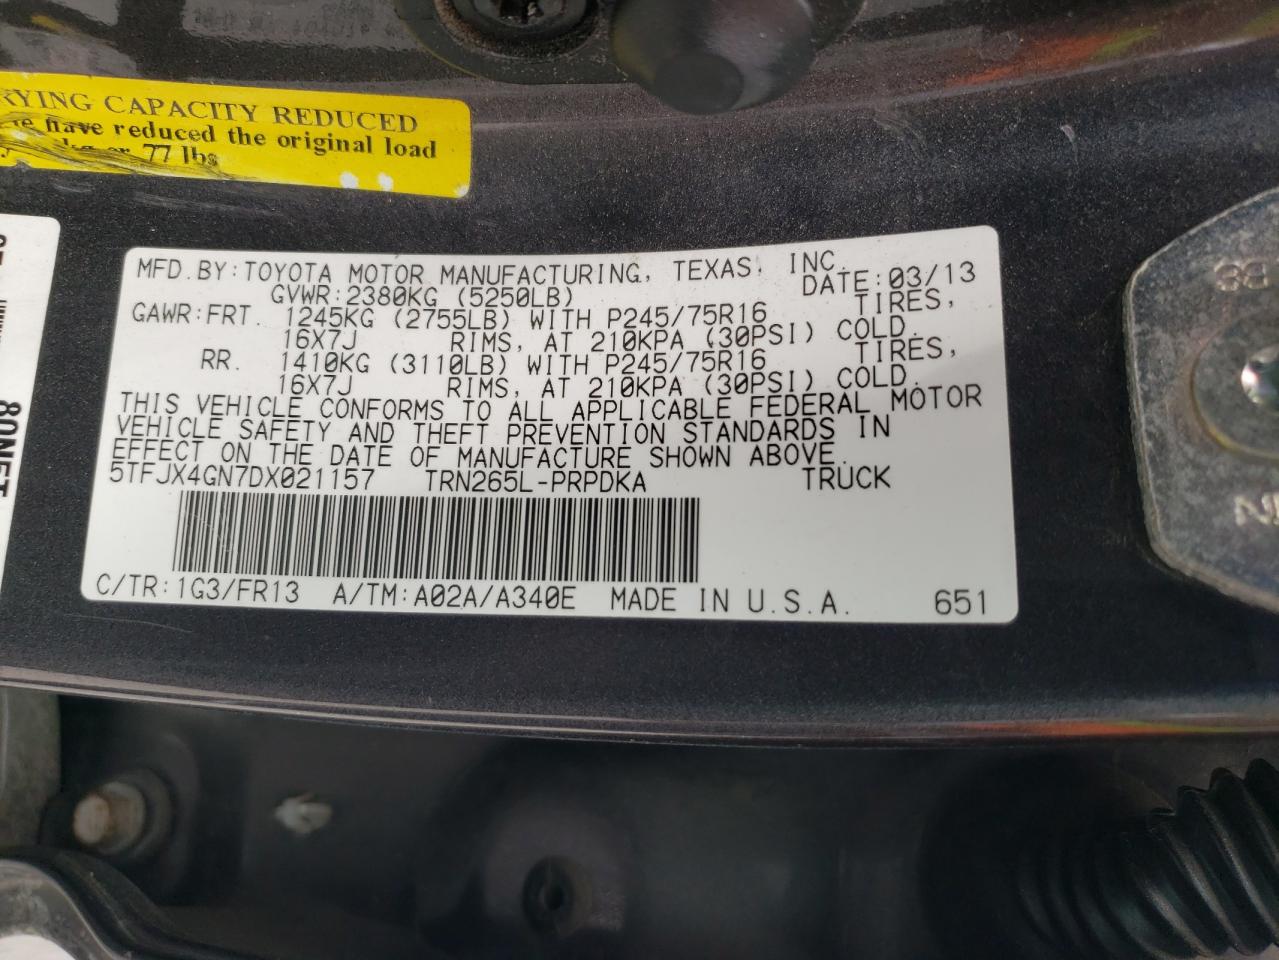 RYING CAPACITY REDUCED
have reduced the original load
kg or 77 lbs
MFD.BY:TOYOTA MOTOR MANUFACTURING, TEXAS, INC.
GVWR:2380KG (5250LB) DATE:03/13
GAWR:FRT. 1245KG (2755LB) WITH P245/75R16 TIRES,
16X7J RIMS, AT 210KPA (30PSI) COLD.
RR. 1410KG (3110LB) WITH P245/75R16 TIRES,
16X7J RIMS, AT 210KPA (30PSI) COLD.
THIS VEHICLE CONFORMS TO ALL APPLICABLE FEDERAL MOTOR
VEHICLE SAFETY AND THEFT PREVENTION STANDARDS IN
EFFECT ON THE DATE OF MANUFACTURE SHOWN ABOVE.
5TFJX4GN7DX021157 TRN265L-PRPDKA TRUCK
C/TR:1G3/FR13 A/TM:A02A/A340E MADE IN U.S.A. 651